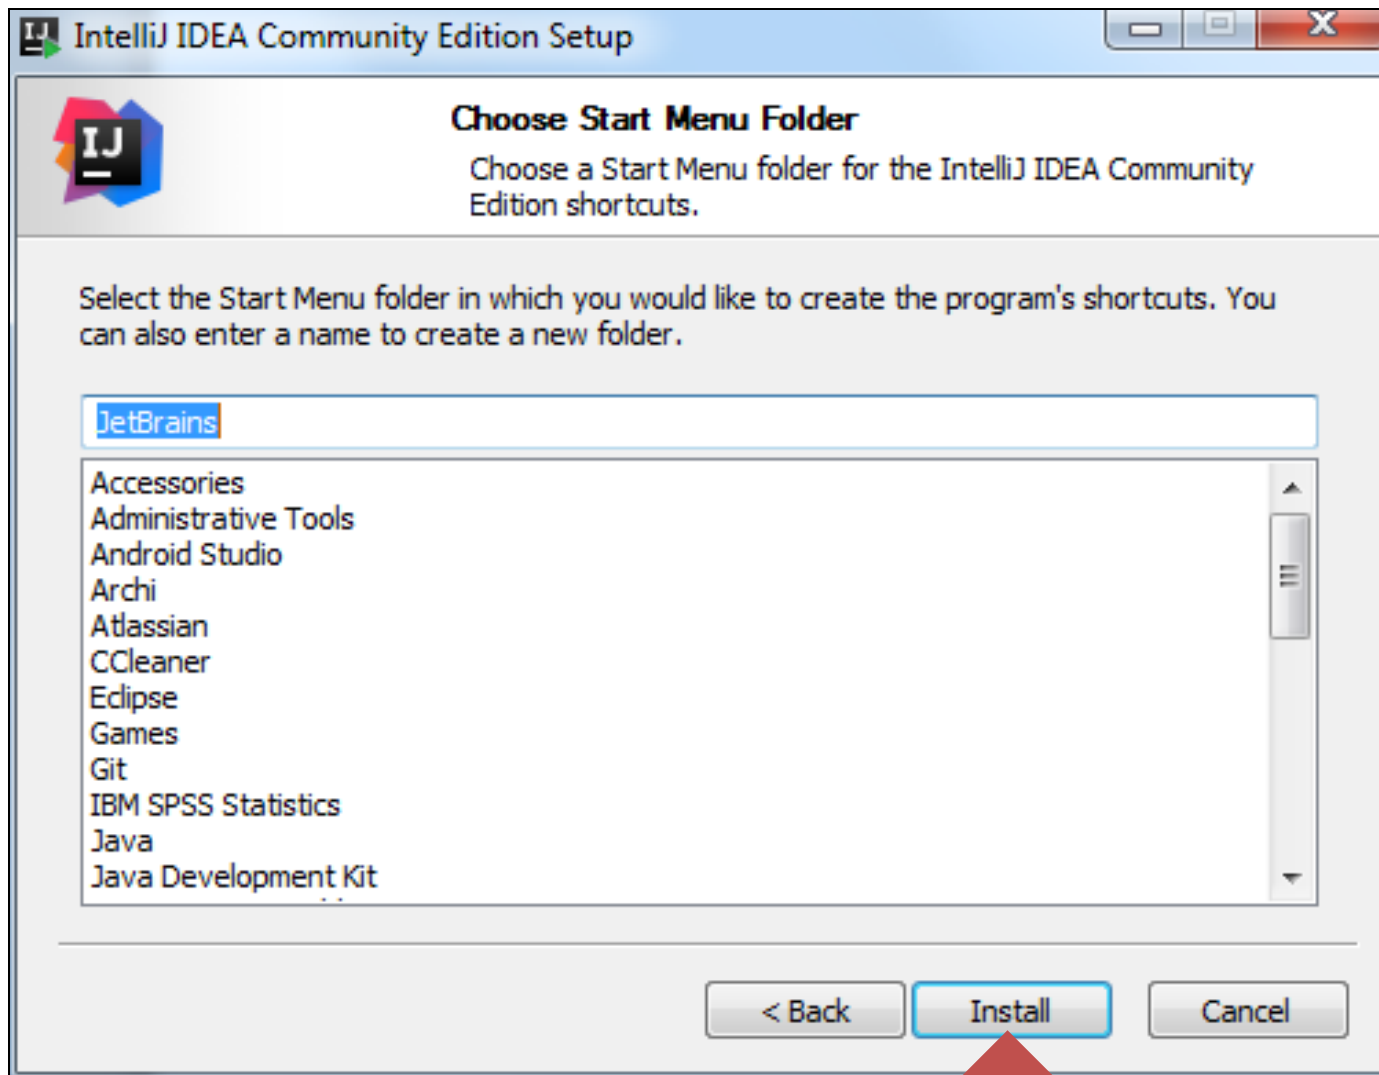 IntelliJ IDEA Community Edition Setup
IJ
Choose Start Menu Folder
Choose a Start Menu folder for the IntelliJ IDEA Community
Edition shortcuts.
Select the Start Menu folder in which you would like to create the program's shortcuts. You
can also enter a name to create a new folder.
JetBrains
Accessories
Administrative Tools
Android Studio
Archi
Atlassian
CCleaner
Eclipse
Games
Git
IBM SPSS Statistics
Java
Java Development Kit
< Back
Install
Cancel